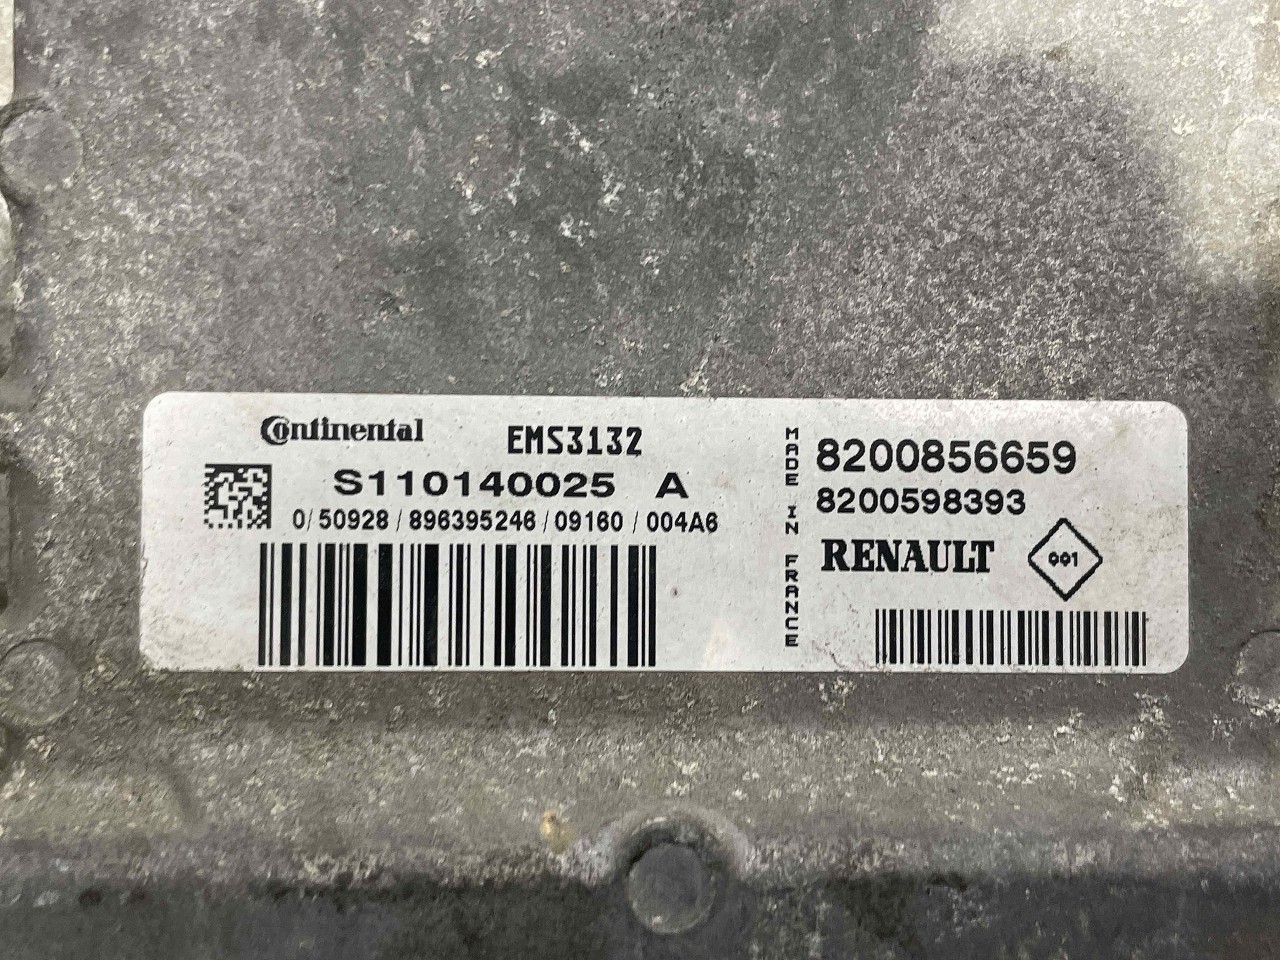 Continental EMS3132
S110140025 A
0/50928/896395246/09160/004A6
MADE IN FRANCE
8200856659
8200598393
RENAULT 001